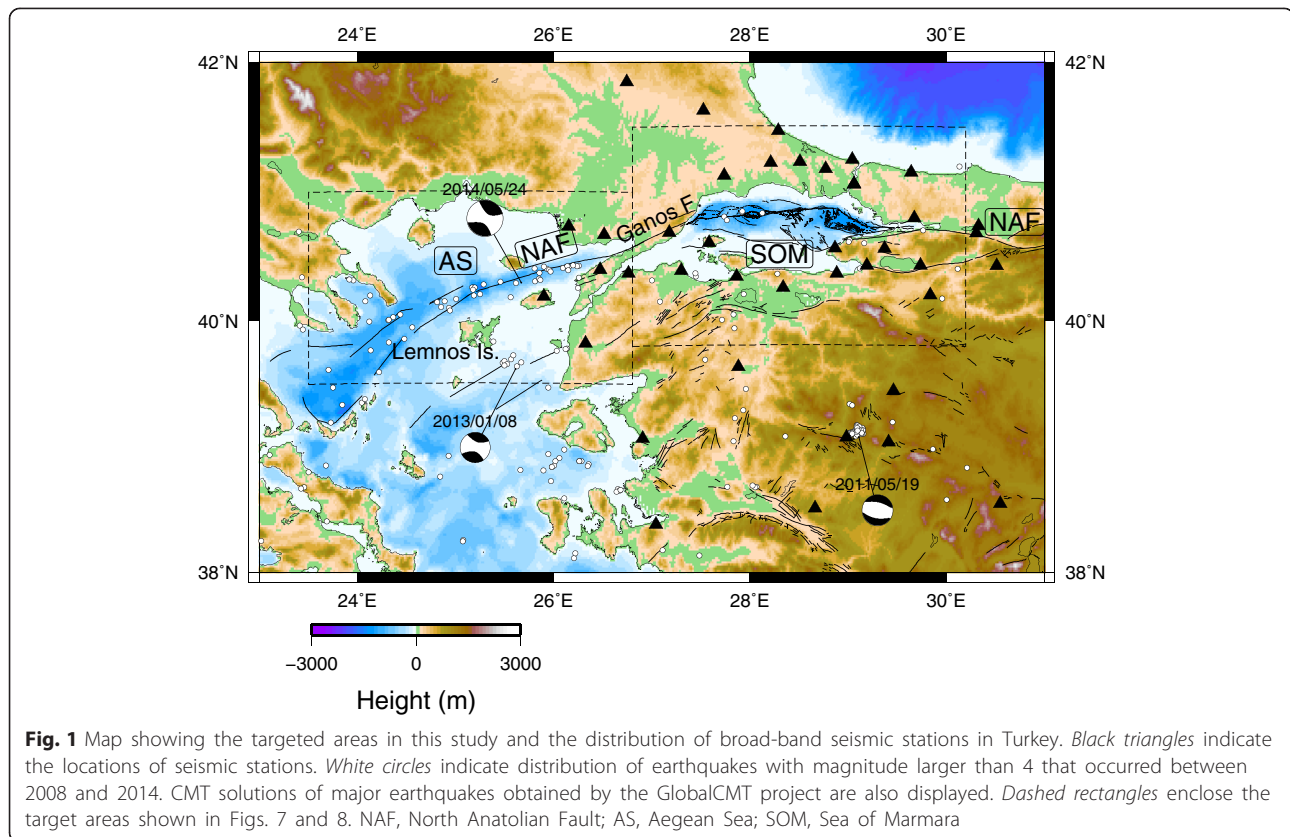 24˚E 26˚E 28˚E 30˚E
42˚N 42˚N
2014/05/24
Ganos F.
NAF
NAF
AS
SOM
40˚N 40˚N
Lemnos Is.
2013/01/08
2011/05/19
38˚N 38˚N
24˚E 26˚E 28˚E 30˚E
−3000 0 3000
Height (m)
Fig. 1 Map showing the targeted areas in this study and the distribution of broad-band seismic stations in Turkey. Black triangles indicate
the locations of seismic stations. White circles indicate distribution of earthquakes with magnitude larger than 4 that occurred between
2008 and 2014. CMT solutions of major earthquakes obtained by the GlobalCMT project are also displayed. Dashed rectangles enclose the
target areas shown in Figs. 7 and 8. NAF, North Anatolian Fault; AS, Aegean Sea; SOM, Sea of Marmara